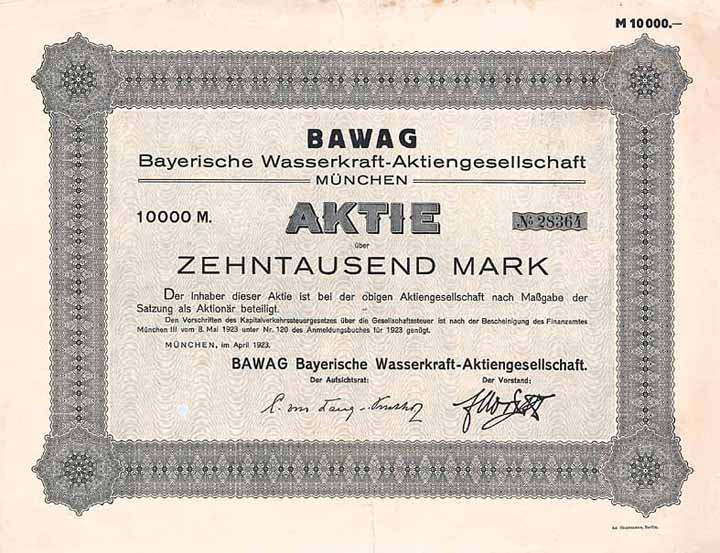 M 10000.—
BAWAG
Bayerische Wasserkraft-Aktiengesellschaft
MÜNCHEN
10000 M. AKTIE № 28364
über
ZEHNTAUSEND MARK
Der Inhaber dieser Aktie ist bei der obigen Aktiengesellschaft nach Maßgabe der
Satzung als Aktionär beteiligt.
Den Vorschriften des Kapitalverkehrssteuergesetzes über die Gesellschaftssteuer ist nach der Bescheinigung des Finanzamtes
München III vom 8. Mai 1923 unter Nr. 120 des Anmeldungsbuches für 1923 genügt.
MÜNCHEN, im April 1923.
BAWAG Bayerische Wasserkraft-Aktiengesellschaft.
Der Aufsichtsrat: Der Vorstand:
Berlin.